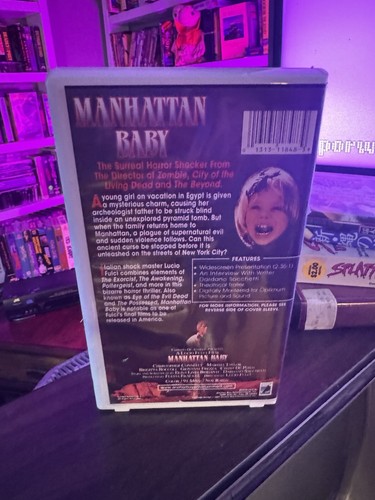 MANHATTAN
BABY
The Surreal Horror Shocker From
The Director of Zombie, City of the
Living Dead and The Beyond.
A young girl on vacation in Egypt is given
a mysterious charm, causing her
archeologist father to be struck blind
inside an unexplored pyramid tomb. But
when the family returns home to
Manhattan, a plague of supernatural evil
and sudden violence follows. Can this
ancient curse be stopped before it is
unleashed on the streets of New York City?
Italian shock master Lucio
Fulci combines elements of
The Exorcist, The Awakening,
Poltergeist, and more in this
bizarre horror thriller. Also
known as Eye of the Evil Dead
and The Possessed, Manhattan
Baby is notable as one of
Fulci's final films to be
released in America.
FEATURES
• Widescreen Presentation
• An Interview With Writer
Dardano Sacchetti
• Theatrical Trailer
• Digitally Mastered for Optimum
Picture and Sound
FOR MORE INFORMATION, PLEASE SEE
REVERSE SIDE OF COVER SLEEVE.
MANHATTAN BABY
SPLATT